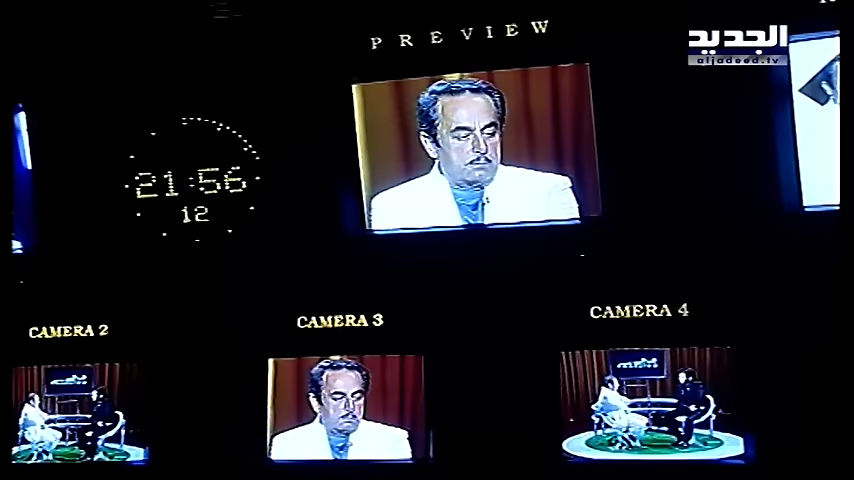 PREVIEW
الجديد
aljadeed.tv
21:56
12
CAMERA 2
CAMERA 3
CAMERA 4